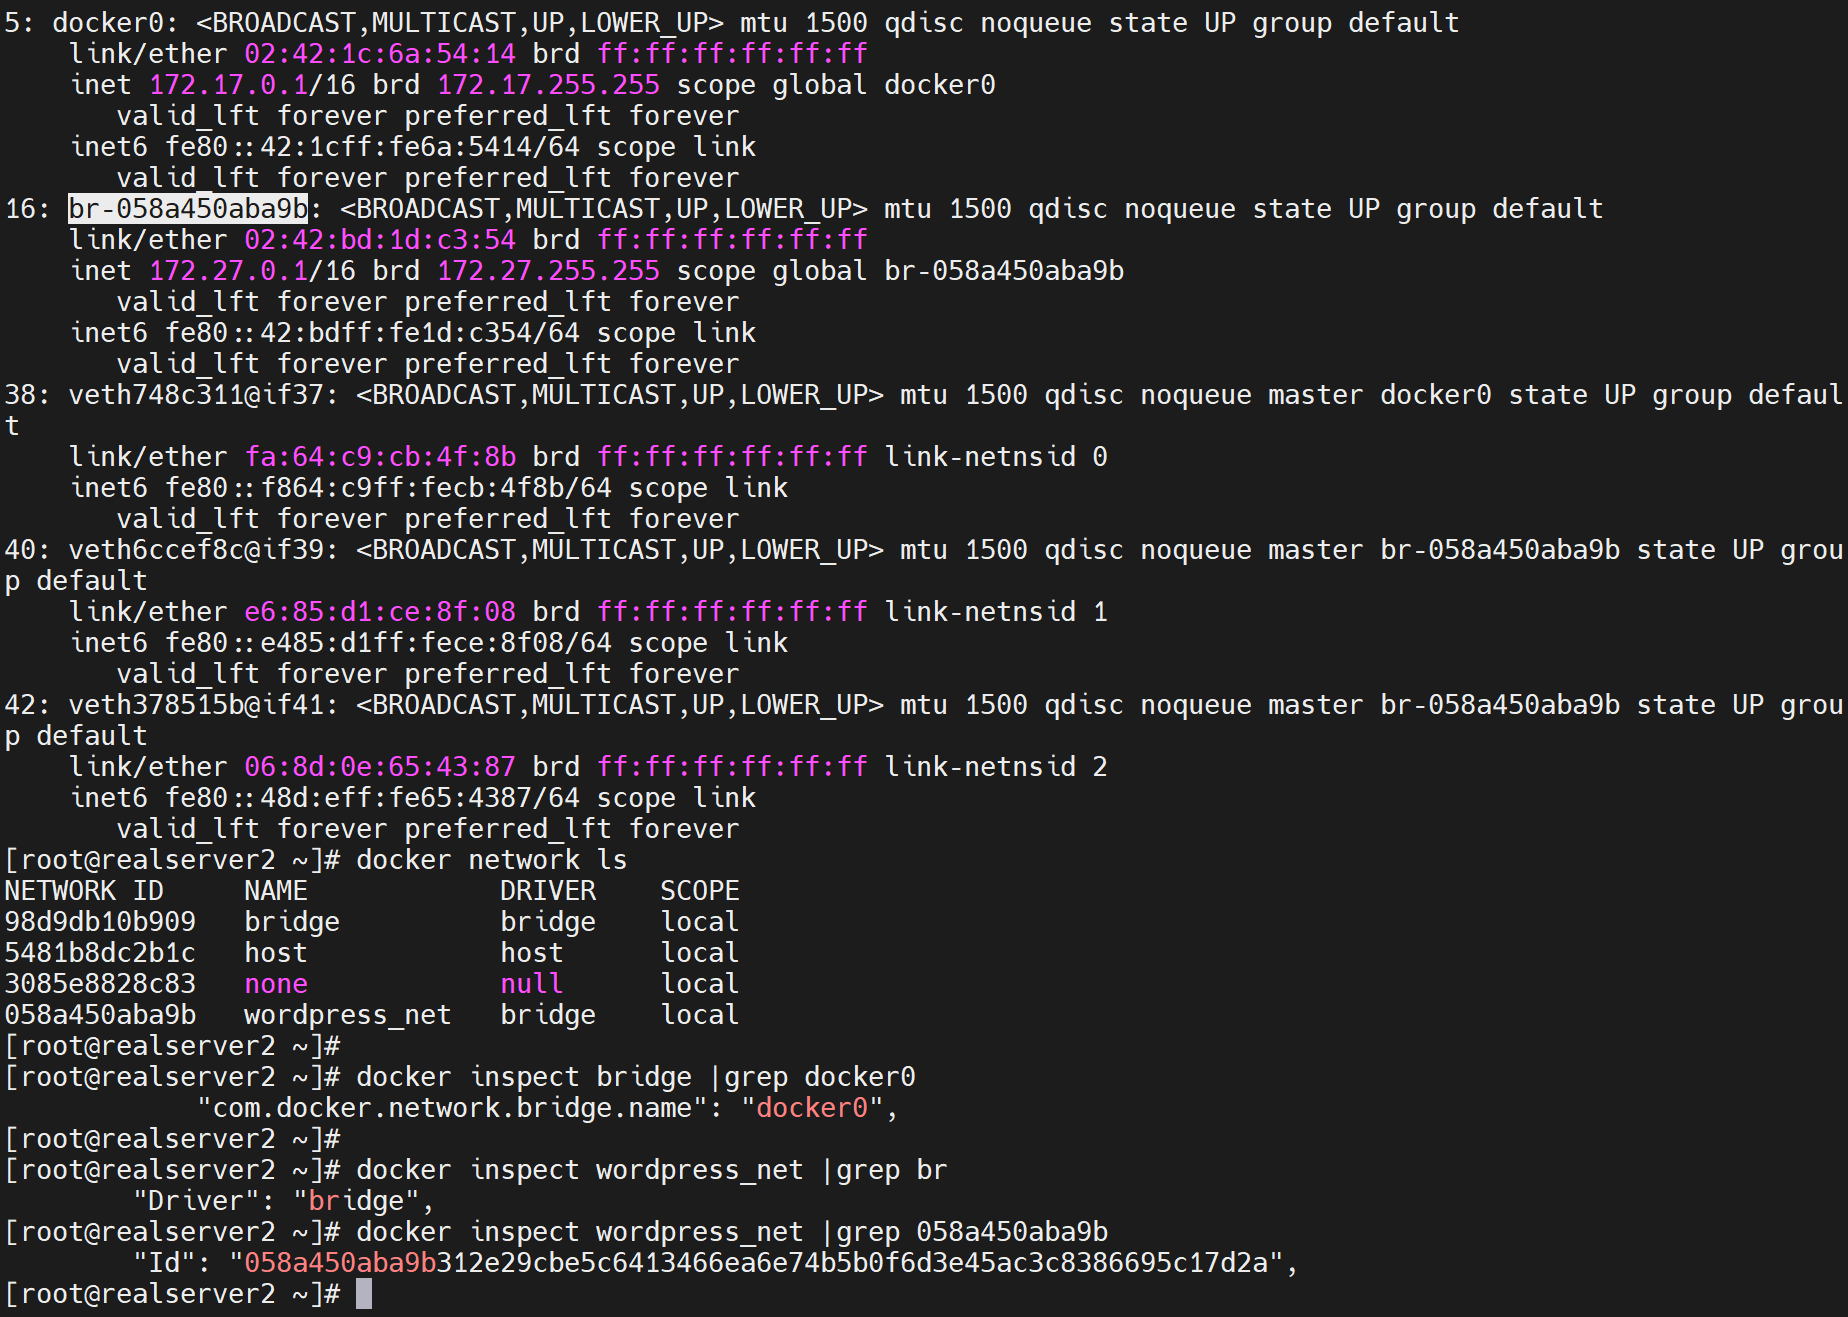 5: docker0: <BROADCAST,MULTICAST,UP,LOWER_UP> mtu 1500 qdisc noqueue state UP group default
    link/ether 02:42:1c:6a:54:14 brd ff:ff:ff:ff:ff:ff
    inet 172.17.0.1/16 brd 172.17.255.255 scope global docker0
       valid_lft forever preferred_lft forever
    inet6 fe80::42:1cff:fe6a:5414/64 scope link
       valid_lft forever preferred_lft forever
16: br-058a450aba9b: <BROADCAST,MULTICAST,UP,LOWER_UP> mtu 1500 qdisc noqueue state UP group default
    link/ether 02:42:bd:1d:c3:54 brd ff:ff:ff:ff:ff:ff
    inet 172.27.0.1/16 brd 172.27.255.255 scope global br-058a450aba9b
       valid_lft forever preferred_lft forever
    inet6 fe80::42:bdff:fe1d:c354/64 scope link
       valid_lft forever preferred_lft forever
38: veth748c311@if37: <BROADCAST,MULTICAST,UP,LOWER_UP> mtu 1500 qdisc noqueue master docker0 state UP group defaul
t
    link/ether fa:64:c9:cb:4f:8b brd ff:ff:ff:ff:ff:ff link-netnsid 0
    inet6 fe80::f864:c9ff:fecb:4f8b/64 scope link
       valid_lft forever preferred_lft forever
40: veth6ccef8c@if39: <BROADCAST,MULTICAST,UP,LOWER_UP> mtu 1500 qdisc noqueue master br-058a450aba9b state UP grou
p default
    link/ether e6:85:d1:ce:8f:08 brd ff:ff:ff:ff:ff:ff link-netnsid 1
    inet6 fe80::e485:d1ff:fece:8f08/64 scope link
       valid_lft forever preferred_lft forever
42: veth378515b@if41: <BROADCAST,MULTICAST,UP,LOWER_UP> mtu 1500 qdisc noqueue master br-058a450aba9b state UP grou
p default
    link/ether 06:8d:0e:65:43:87 brd ff:ff:ff:ff:ff:ff link-netnsid 2
    inet6 fe80::48d:eff:fe65:4387/64 scope link
       valid_lft forever preferred_lft forever
[root@realserver2 ~]# docker network ls
NETWORK ID     NAME            DRIVER    SCOPE
98d9db10b909   bridge          bridge    local
5481b8dc2b1c   host            host      local
3085e8828c83   none            null      local
058a450aba9b   wordpress_net   bridge    local
[root@realserver2 ~]#
[root@realserver2 ~]# docker inspect bridge |grep docker0
            "com.docker.network.bridge.name": "docker0",
[root@realserver2 ~]#
[root@realserver2 ~]# docker inspect wordpress_net |grep br
        "Driver": "bridge",
[root@realserver2 ~]# docker inspect wordpress_net |grep 058a450aba9b
        "Id": "058a450aba9b312e29cbe5c6413466ea6e74b5b0f6d3e45ac3c8386695c17d2a",
[root@realserver2 ~]#